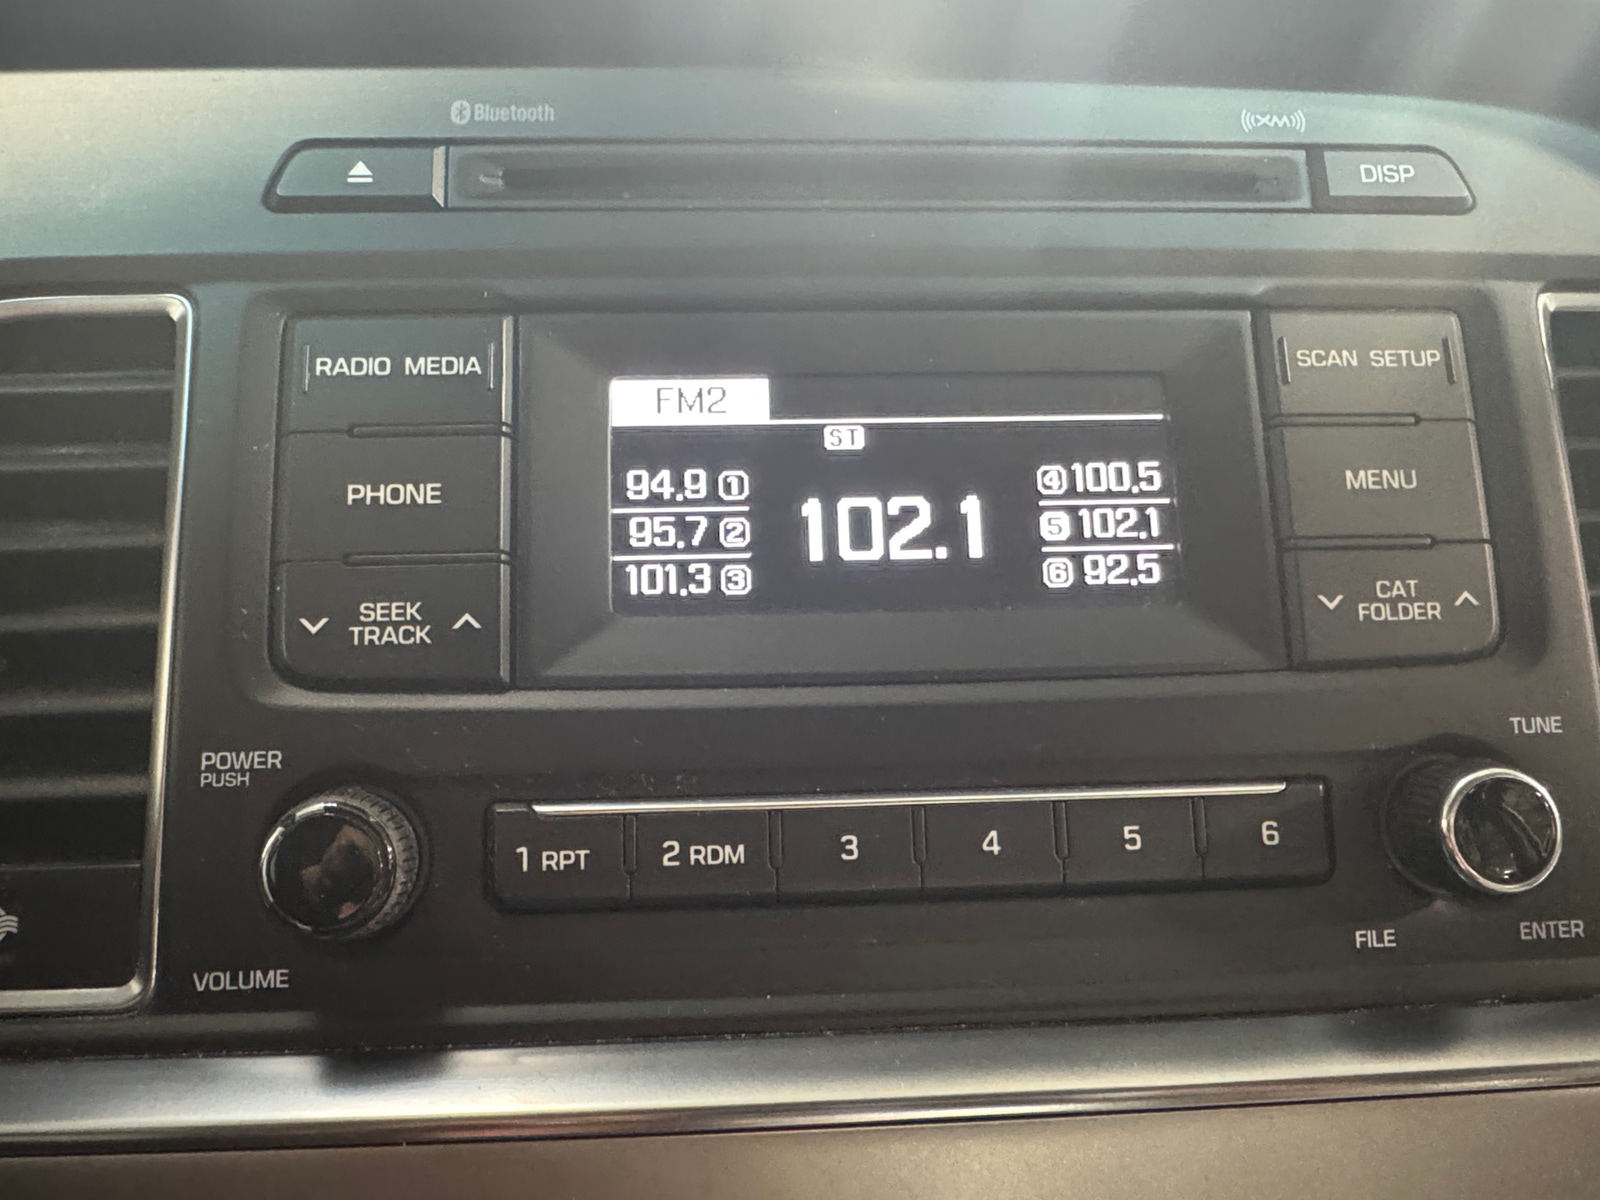 Bluetooth
((XM))
DISP
RADIO MEDIA
PHONE
SEEK
TRACK
FM2
ST
94.9 1
95.7 2
101.3 3
102.1
4 100.5
5 102.1
6 92.5
SCAN SETUP
MENU
CAT
FOLDER
POWER
PUSH
VOLUME
1 RPT
2 RDM
3
4
5
6
TUNE
FILE
ENTER